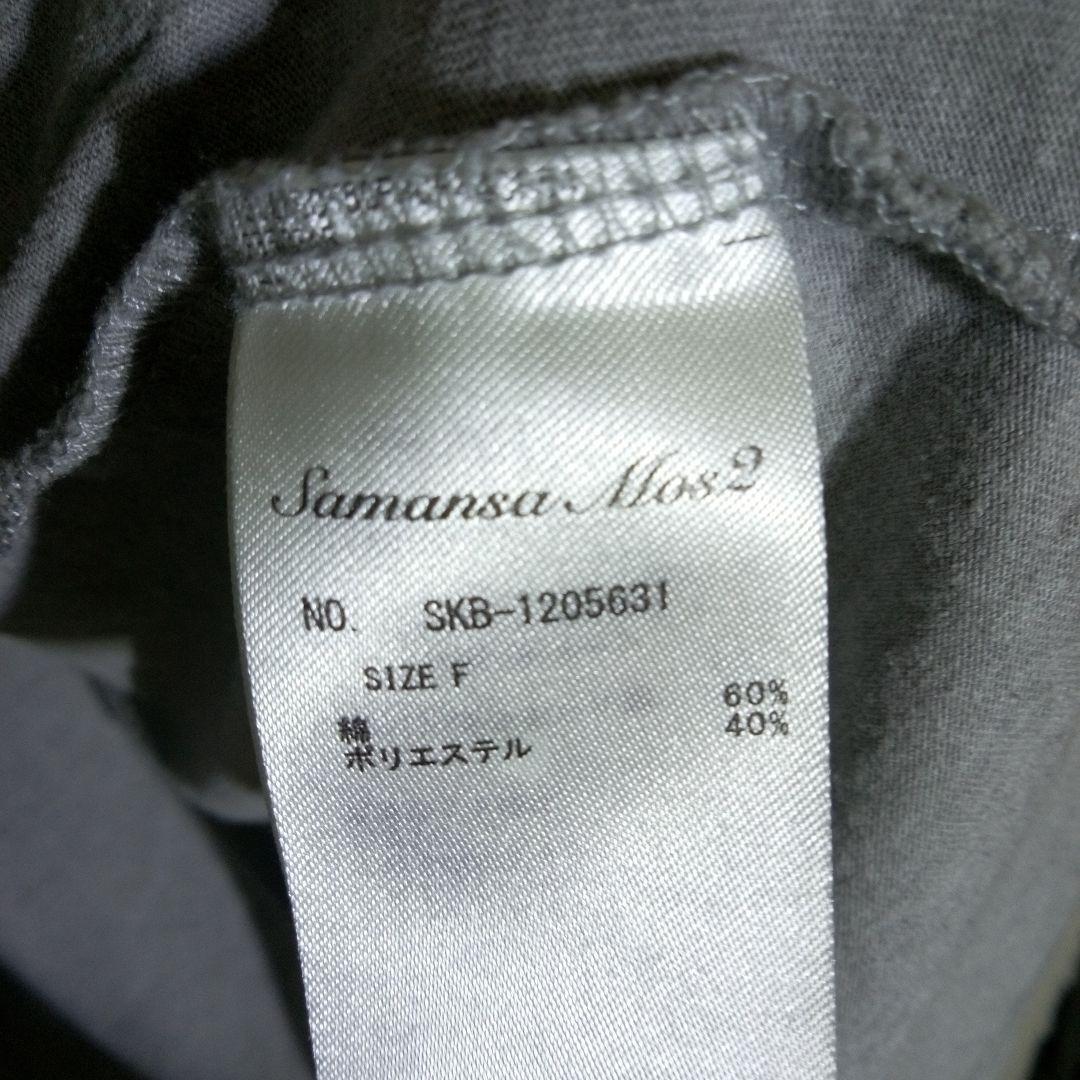 Samansa Mos2
NO. SKB-1205631
SIZE F
綿 60%
ポリエステル 40%